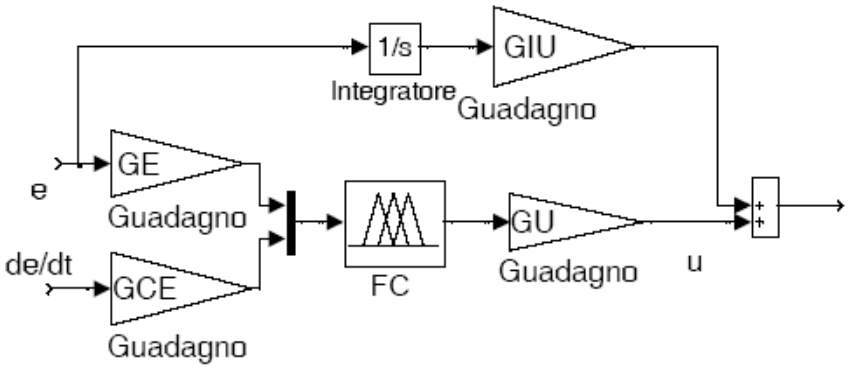 1/s
GIU
Integratore
Guadagno
GE
e
Guadagno
de/dt
GCE
Guadagno
FC
GU
Guadagno
u
+
+